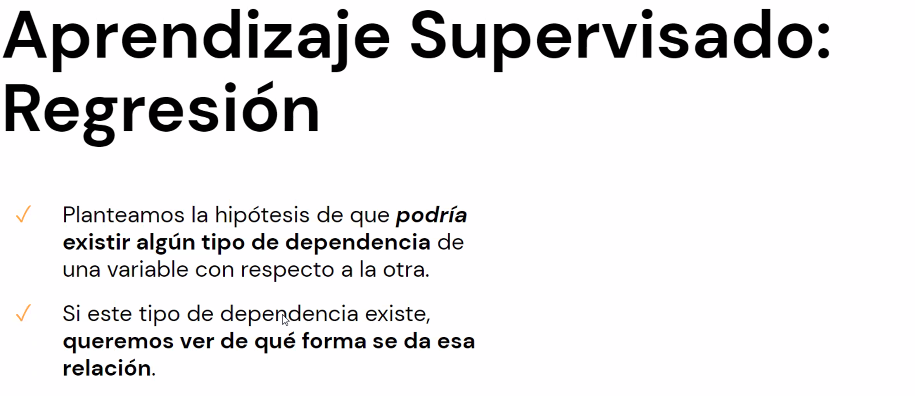 Aprendizaje Supervisado:
Regresión
✓ Planteamos la hipótesis de que podría
existir algún tipo de dependencia de
una variable con respecto a la otra.
✓ Si este tipo de dependencia existe,
queremos ver de qué forma se da esa
relación.